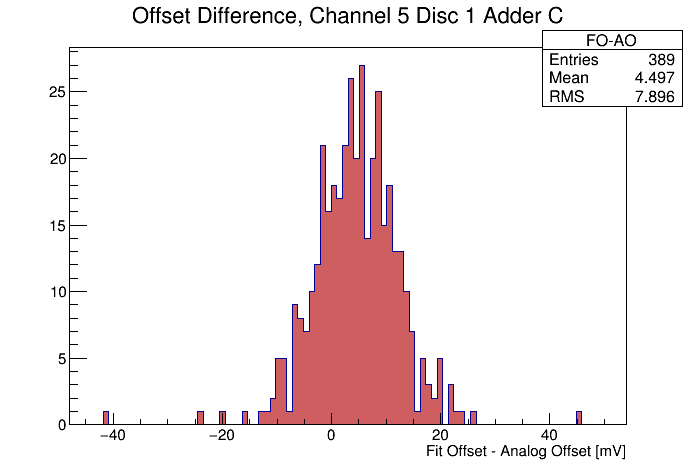 Offset Difference, Channel 5 Disc 1 Adder C
FO-AO
Entries 389
Mean 4.497
RMS 7.896
25
20
15
10
5
0
−40 −20 0 20 40
Fit Offset - Analog Offset [mV]